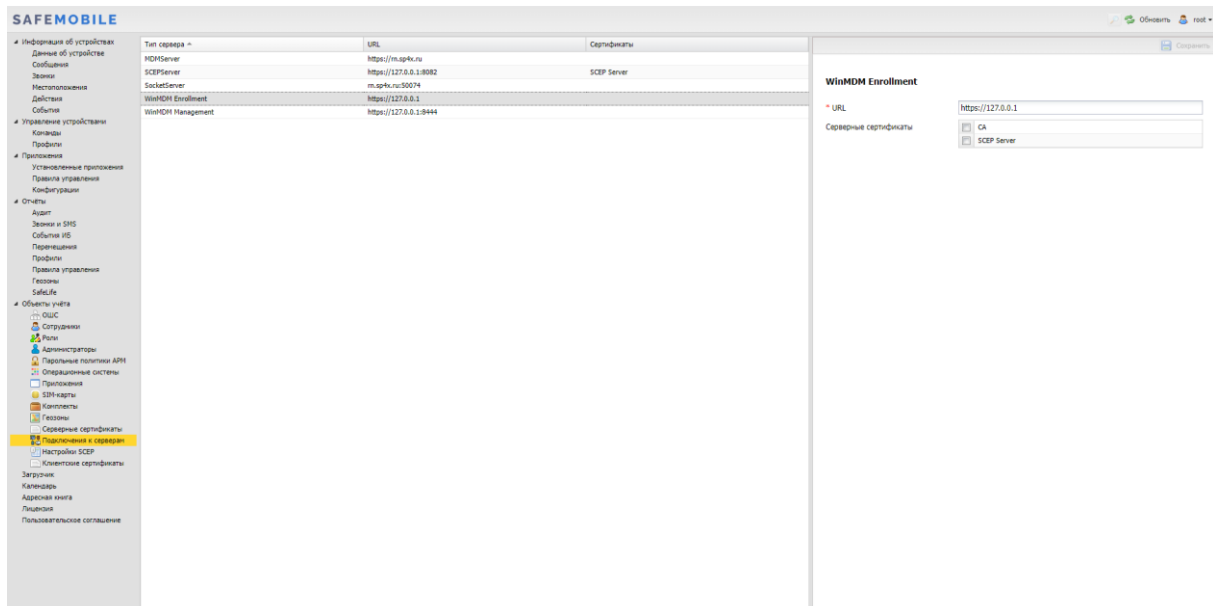 SAFEMOBILE
Обновить root
Информация об устройствах
Данные об устройстве
Сообщения
Звонки
Местоположения
Действия
События
Управление устройствами
Команды
Профили
Приложения
Установленные приложения
Правила управления
Конфигурации
Отчёты
Аудит
Звонки и SMS
События ИБ
Перемещения
Профили
Правила управления
Геозоны
SafeLife
Объекты учёта
ОШС
Сотрудники
Роли
Администраторы
Парольные политики АРМ
Операционные системы
Приложения
SIM-карты
Комплекты
Геозоны
Серверные сертификаты
Подключения к серверам
Настройки SCEP
Клиентские сертификаты
Загрузчик
Календарь
Адресная книга
Лицензия
Пользовательское соглашение
Тип сервера URL Сертификаты
MDMServer https://m.sp4x.ru
SCEPServer https://127.0.0.1:8082 SCEP Server
SocketServer m.sp4x.ru:50074
WinMDM Enrollment https://127.0.0.1
WinMDM Management https://127.0.0.1:8444
Сохранить
WinMDM Enrollment
* URL https://127.0.0.1
Серверные сертификаты CA
SCEP Server